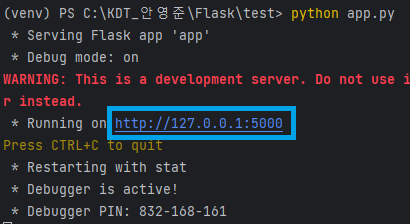 (venv) PS C:\KDT_안영준\Flask\test> python app.py
* Serving Flask app 'app'
* Debug mode: on
WARNING: This is a development server. Do not use i
r instead.
* Running on http://127.0.0.1:5000
Press CTRL+C to quit
* Restarting with stat
* Debugger is active!
* Debugger PIN: 832-168-161